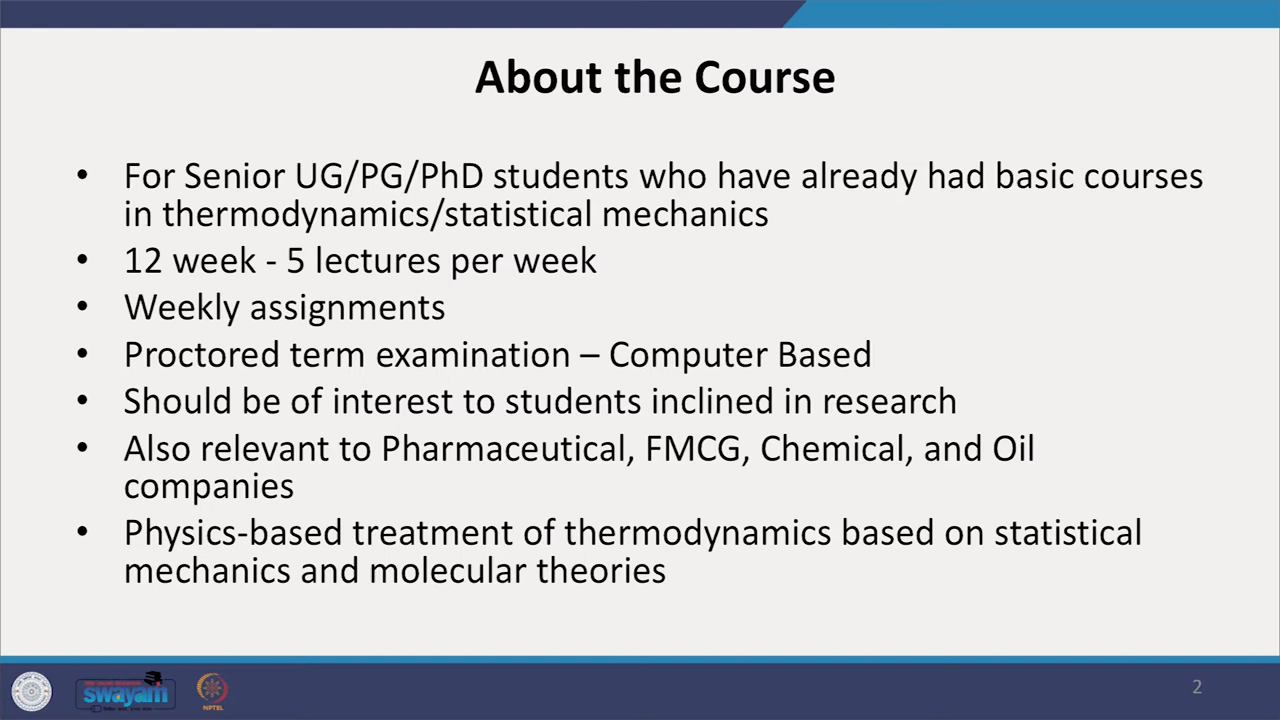 About the Course
• For Senior UG/PG/PhD students who have already had basic courses
in thermodynamics/statistical mechanics
• 12 week - 5 lectures per week
• Weekly assignments
• Proctored term examination – Computer Based
• Should be of interest to students inclined in research
• Also relevant to Pharmaceutical, FMCG, Chemical, and Oil
companies
• Physics-based treatment of thermodynamics based on statistical
mechanics and molecular theories
swayam
NPTEL
2